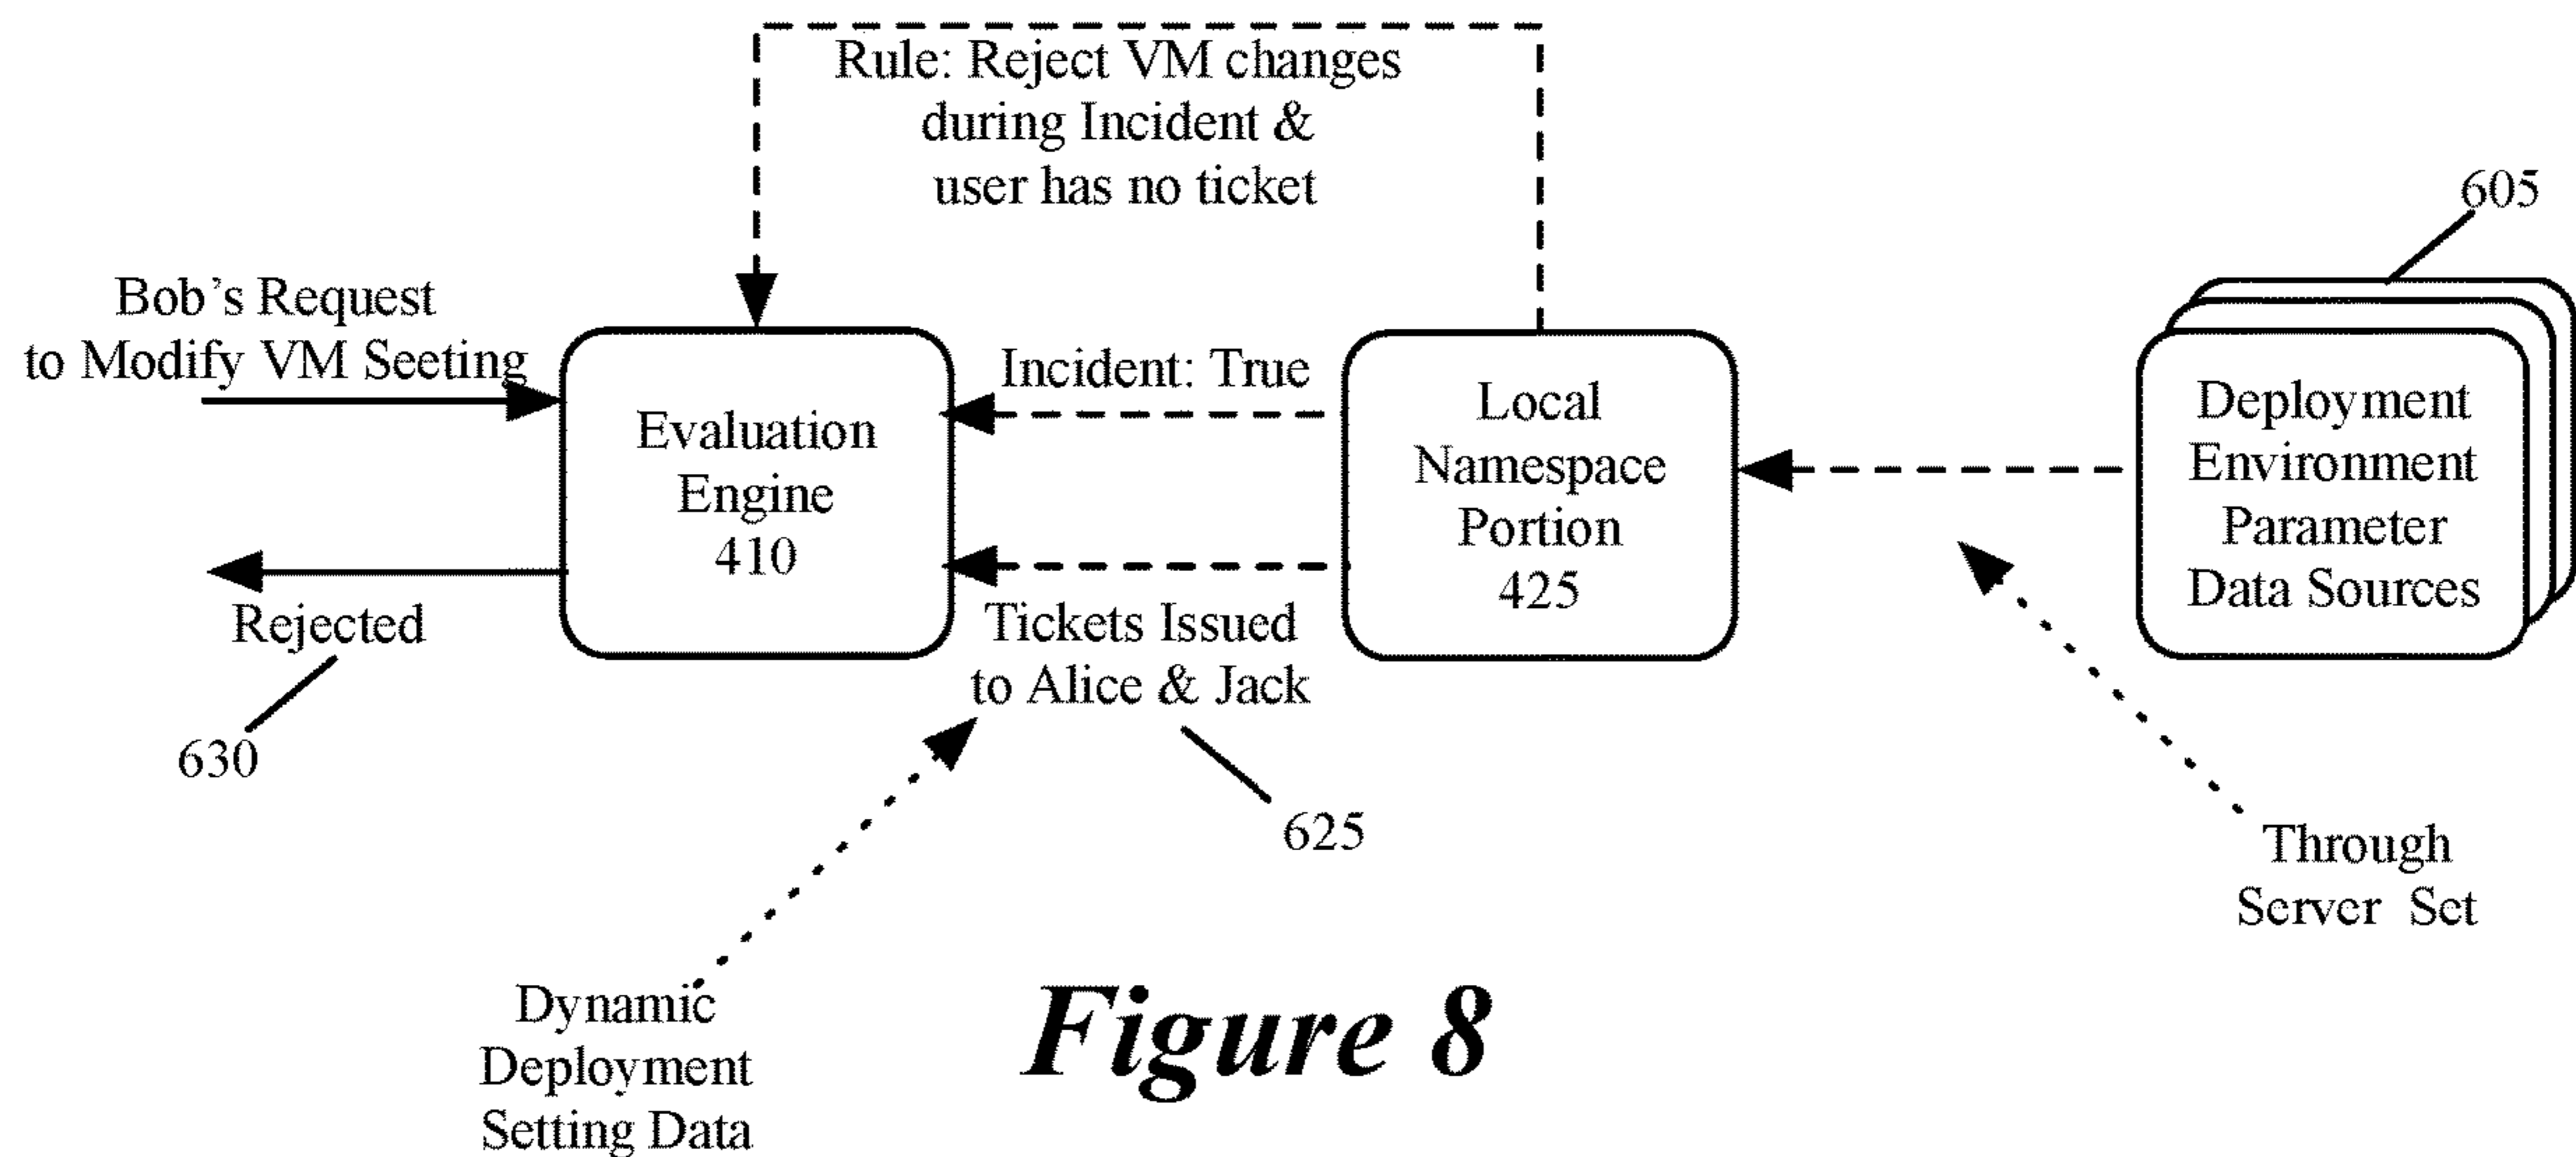 Rule: Reject VM changes
during Incident &
user has no ticket
605
Bob's Request
to Modify VM Seeting
Incident: True
Evaluation
Engine
410
Local
Namespace
Portion
425
Deployment
Environment
Parameter
Data Sources
Rejected
630
Tickets Issued
to Alice & Jack
625
Through
Server Set
Dynamic
Deployment
Setting Data
Figure 8